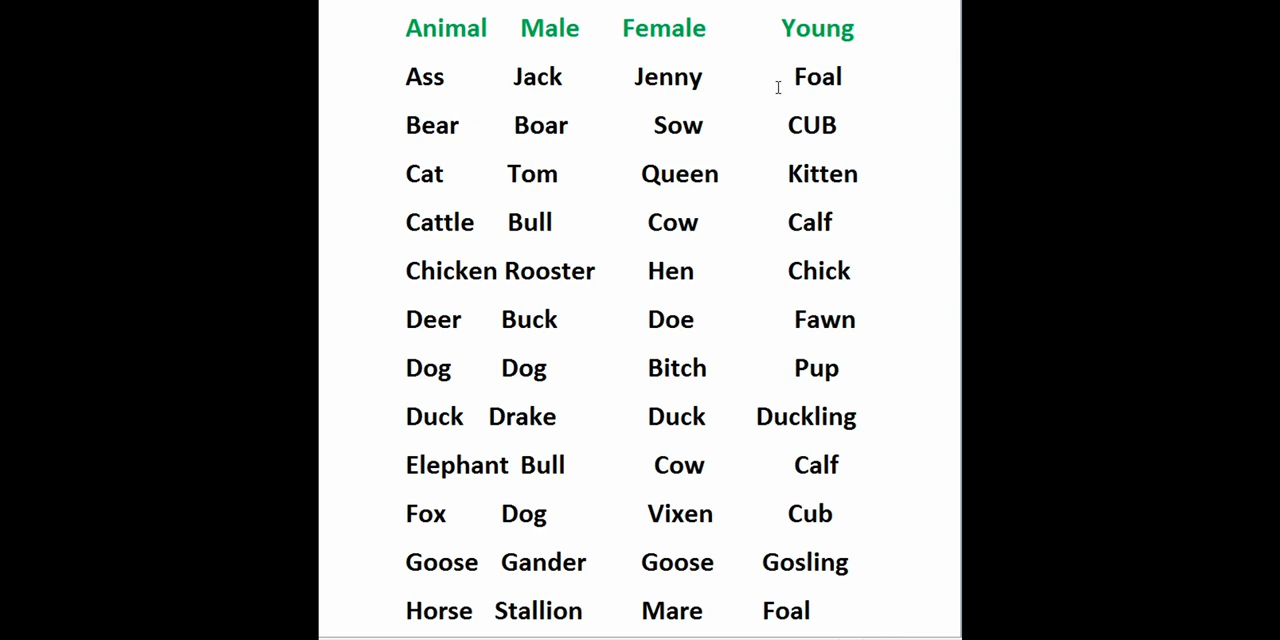 Animal Male Female Young
Ass Jack Jenny Foal
Bear Boar Sow CUB
Cat Tom Queen Kitten
Cattle Bull Cow Calf
Chicken Rooster Hen Chick
Deer Buck Doe Fawn
Dog Dog Bitch Pup
Duck Drake Duck Duckling
Elephant Bull Cow Calf
Fox Dog Vixen Cub
Goose Gander Goose Gosling
Horse Stallion Mare Foal